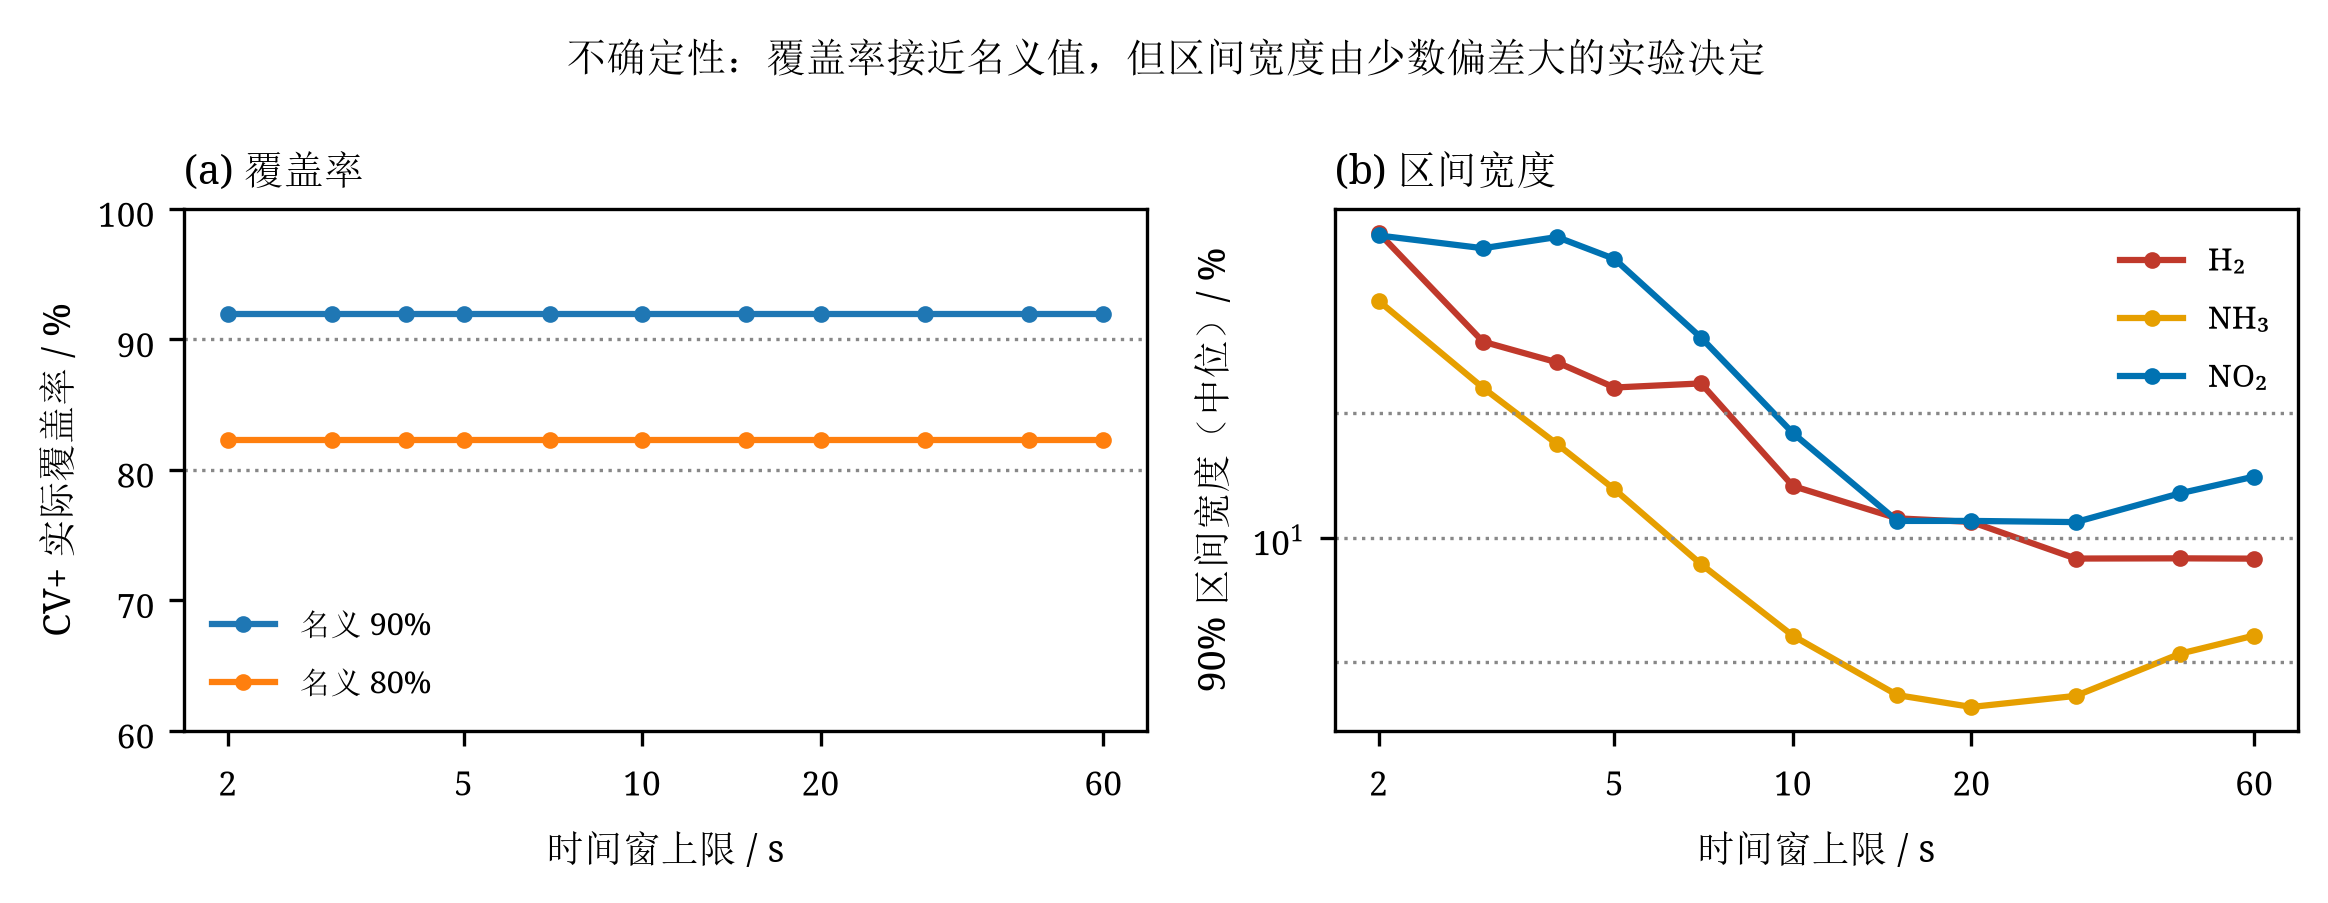 不确定性：覆盖率接近名义值，但区间宽度由少数偏差大的实验决定
(a) 覆盖率
CV+ 实际覆盖率 / %
100
90
80
70
60
名义 90%
名义 80%
2
5
10
20
60
时间窗上限 / s
(b) 区间宽度
90% 区间宽度（中位）/ %
10¹
H₂
NH₃
NO₂
2
5
10
20
60
时间窗上限 / s